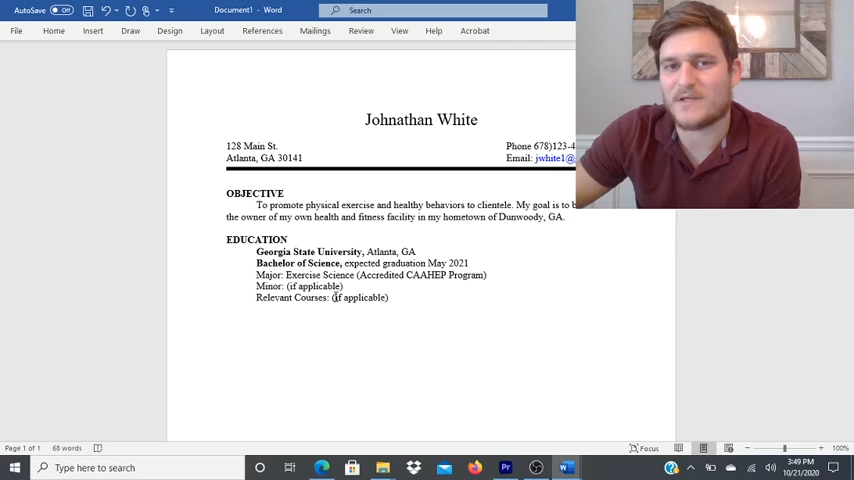 AutoSave Off Document1 - Word Search
File Home Insert Draw Design Layout References Mailings Review View Help Acrobat
Johnathan White
128 Main St. Phone 678)123-4
Atlanta, GA 30141 Email: jwhite1@
OBJECTIVE
To promote physical exercise and healthy behaviors to clientele. My goal is to b
the owner of my own health and fitness facility in my hometown of Dunwoody, GA.
EDUCATION
Georgia State University, Atlanta, GA
Bachelor of Science, expected graduation May 2021
Major: Exercise Science (Accredited CAAHEP Program)
Minor: (if applicable)
Relevant Courses: (if applicable)
Page 1 of 1 68 words Focus 100%
Type here to search Pr 3:49 PM
10/21/2020